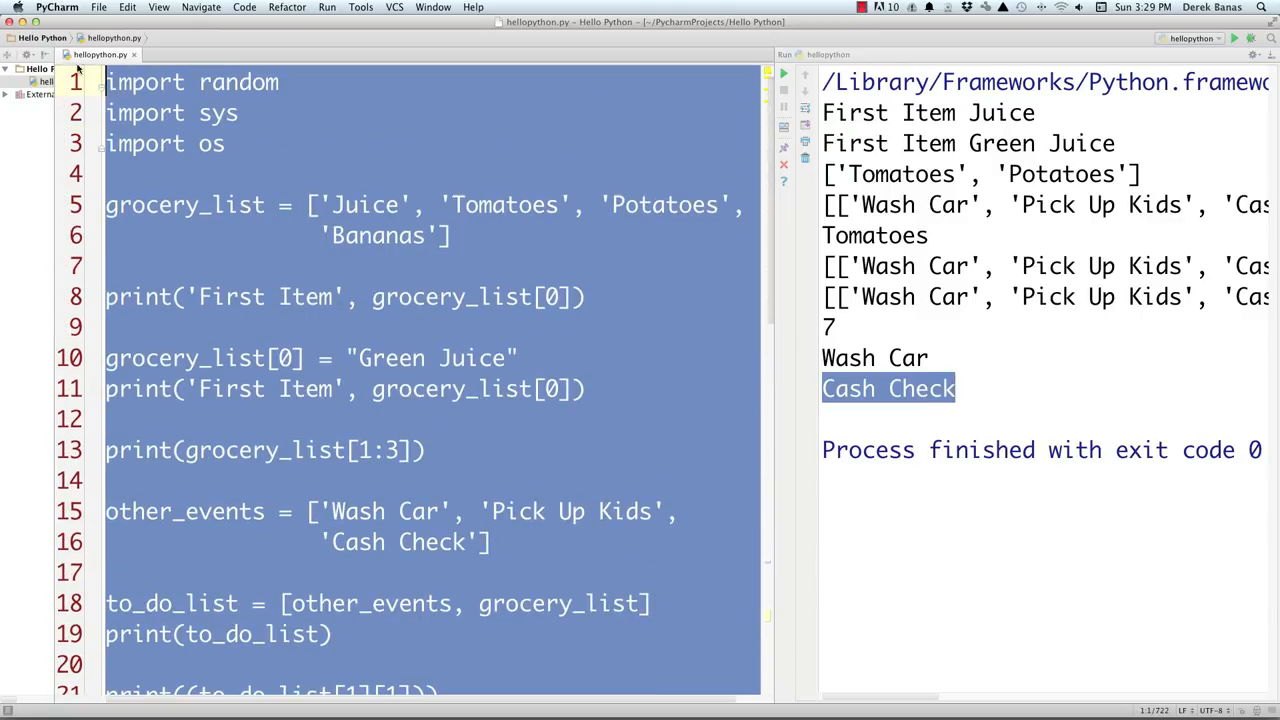 PyCharm File Edit View Navigate Code Refactor Run Tools VCS Window Help
10
Sun 3:29 PM Derek Banas
hellopython.py - Hello Python - [~/PycharmProjects/Hello Python]
Hello Python hellopython.py
hellopython
hellopython.py
Run hellopython
Hello P
hell
Extern
1 import random
2 import sys
3 import os
4
5 grocery_list = ['Juice', 'Tomatoes', 'Potatoes',
6 'Bananas']
7
8 print('First Item', grocery_list[0])
9
10 grocery_list[0] = "Green Juice"
11 print('First Item', grocery_list[0])
12
13 print(grocery_list[1:3])
14
15 other_events = ['Wash Car', 'Pick Up Kids',
16 'Cash Check']
17
18 to_do_list = [other_events, grocery_list]
19 print(to_do_list)
20
21 print((to_do_list[1][1]))
/Library/Frameworks/Python.framewo
First Item Juice
First Item Green Juice
['Tomatoes', 'Potatoes']
[['Wash Car', 'Pick Up Kids', 'Cas
Tomatoes
[['Wash Car', 'Pick Up Kids', 'Cas
[['Wash Car', 'Pick Up Kids', 'Cas
7
Wash Car
Cash Check
Process finished with exit code 0
1:1/722 LF UTF-8